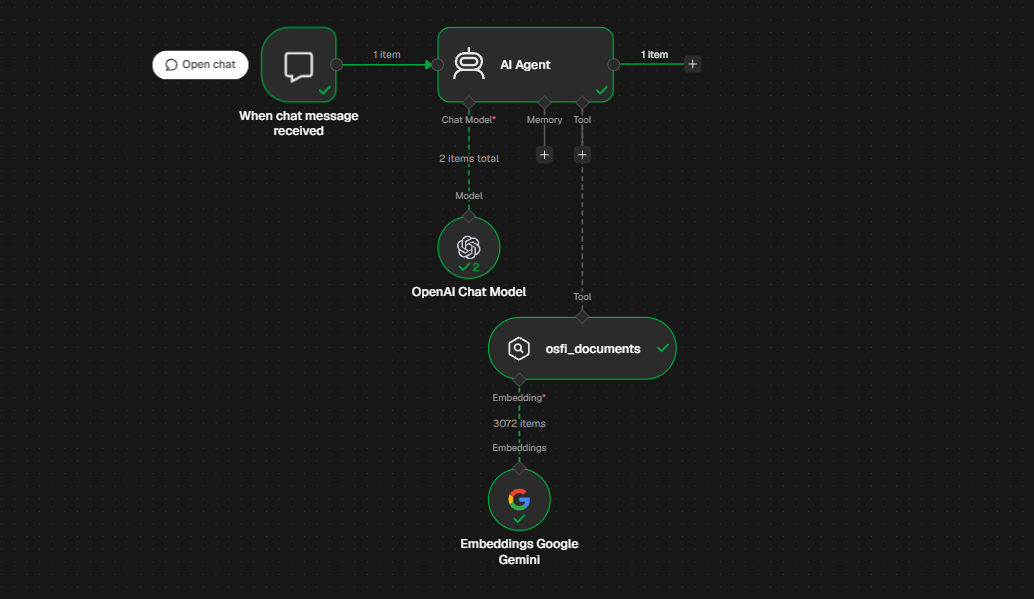 Open chat
When chat message
received
1 item
AI Agent
1 item
Chat Model*
Memory
Tool
2 items total
Model
2
OpenAI Chat Model
Tool
osfi_documents
Embedding*
3072 items
Embeddings
Embeddings Google
Gemini